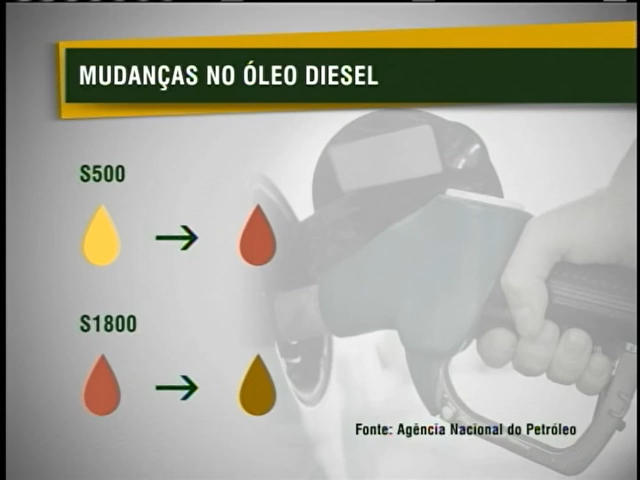 MUDANÇAS NO ÓLEO DIESEL
S500
S1800
Fonte: Agência Nacional do Petróleo